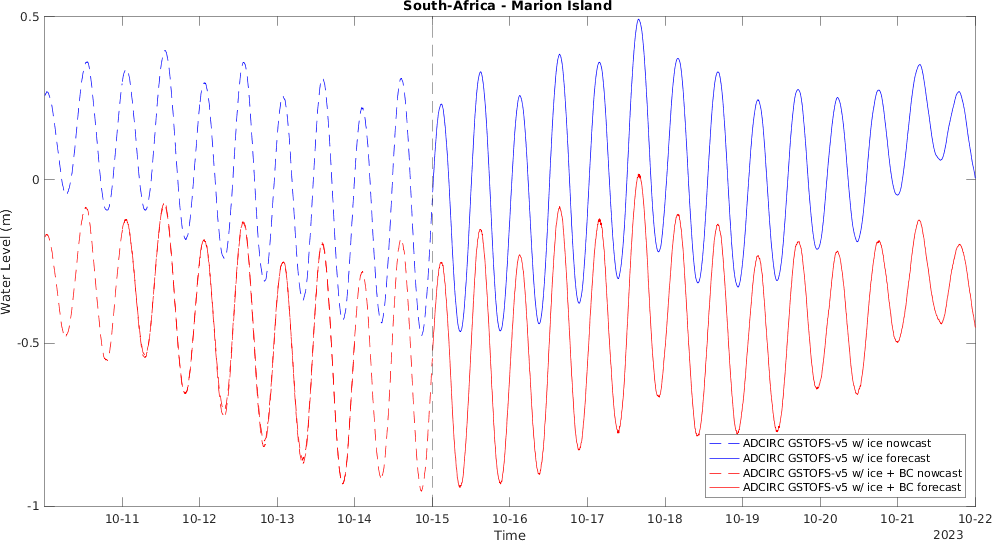 South-Africa - Marion Island
Water Level (m)
0.5
0
-0.5
-1
ADCIRC GSTOFS-v5 w/ ice nowcast
ADCIRC GSTOFS-v5 w/ ice forecast
ADCIRC GSTOFS-v5 w/ ice + BC nowcast
ADCIRC GSTOFS-v5 w/ ice + BC forecast
10-11 10-12 10-13 10-14 10-15 10-16 10-17 10-18 10-19 10-20 10-21 10-22
Time
2023